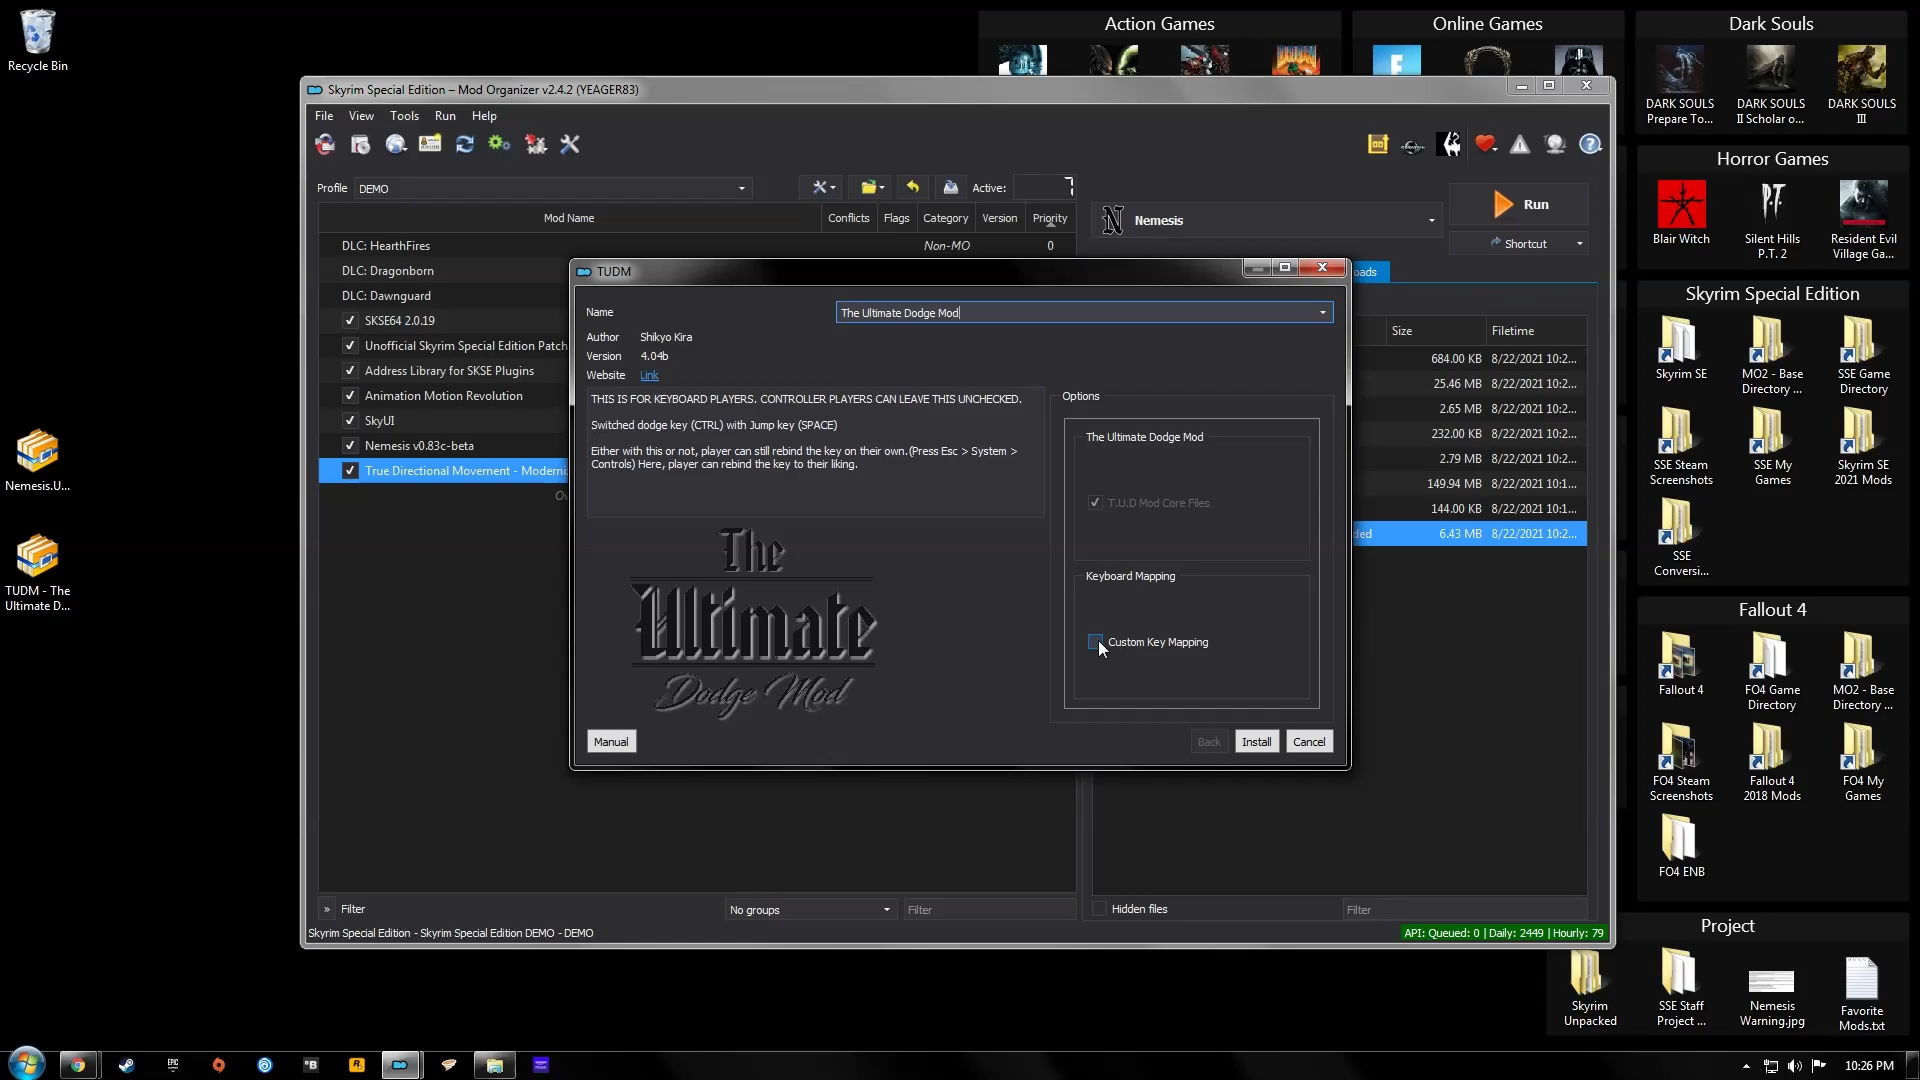 Recycle Bin
Nemesis.U...
TUDM - The
Ultimate D...
Action Games
Online Games
Dark Souls
DARK SOULS
Prepare To...
DARK SOULS
II Scholar o...
DARK SOULS
III
Horror Games
Blair Witch
Silent Hills
P.T. 2
Resident Evil
Village Ga...
Skyrim Special Edition
Skyrim SE
MO2 - Base
Directory ...
SSE Game
Directory
SSE Steam
Screenshots
SSE My
Games
Skyrim SE
2021 Mods
SSE
Conversi...
Fallout 4
Fallout 4
FO4 Game
Directory
MO2 - Base
Directory ...
FO4 Steam
Screenshots
Fallout 4
2018 Mods
FO4 My
Games
FO4 ENB
Project
Skyrim
Unpacked
SSE Staff
Project ...
Nemesis
Warning.jpg
Favorite
Mods.txt
Skyrim Special Edition – Mod Organizer v2.4.2 (YEAGER83)
File View Tools Run Help
Profile DEMO Active: 7
Mod Name Conflicts Flags Category Version Priority
DLC: HearthFires Non-MO 0
DLC: Dragonborn
DLC: Dawnguard
SKSE64 2.0.19
Unofficial Skyrim Special Edition Patch
Address Library for SKSE Plugins
Animation Motion Revolution
SkyUI
Nemesis v0.83c-beta
True Directional Movement - Moderni
Ov
Nemesis
Run
Shortcut
oads
Size Filetime
684.00 KB 8/22/2021 10:2...
25.46 MB 8/22/2021 10:2...
2.65 MB 8/22/2021 10:2...
232.00 KB 8/22/2021 10:2...
2.79 MB 8/22/2021 10:2...
149.94 MB 8/22/2021 10:1...
144.00 KB 8/22/2021 10:1...
ded 6.43 MB 8/22/2021 10:2...
TUDM
Name The Ultimate Dodge Mod
Author Shikyo Kira
Version 4.04b
Website Link
THIS IS FOR KEYBOARD PLAYERS. CONTROLLER PLAYERS CAN LEAVE THIS UNCHECKED.
Switched dodge key (CTRL) with Jump key (SPACE)
Either with this or not, player can still rebind the key on their own.(Press Esc > System >
Controls) Here, player can rebind the key to their liking.
The
Ultimate
Dodge Mod
Options
The Ultimate Dodge Mod
T.U.D Mod Core Files
Keyboard Mapping
Custom Key Mapping
Manual Back Install Cancel
» Filter No groups Filter
Hidden files Filter
Skyrim Special Edition - Skyrim Special Edition DEMO - DEMO
API: Queued: 0 | Daily: 2449 | Hourly: 79
EPIC
10:26 PM